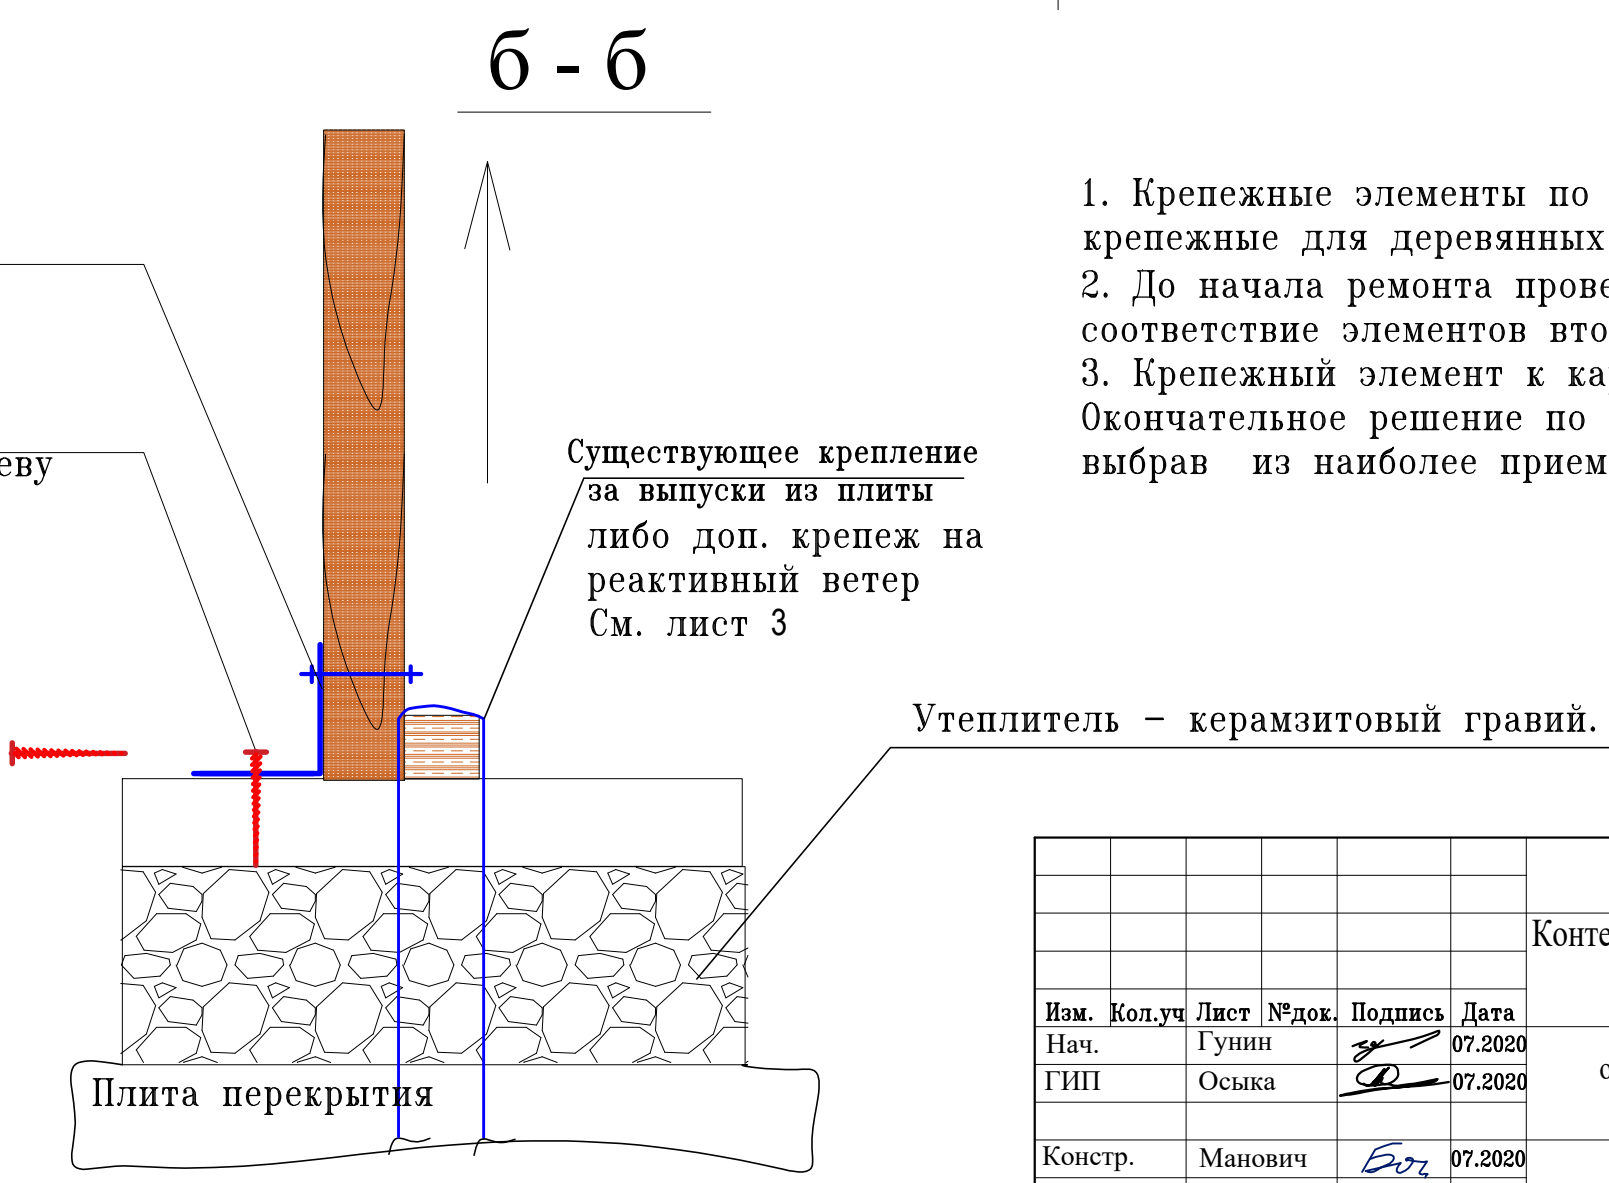 б - б
1. Крепежные элементы по
крепежные для деревянных
2. До начала ремонта прове
соответствие элементов вто
3. Крепежный элемент к ка
Окончательное решение по
выбрав из наиболее прием
еву
Существующее крепление
за выпуски из плиты
либо доп. крепеж на
реактивный ветер
См. лист 3
Утеплитель – керамзитовый гравий.
Плита перекрытия
Конте
Изм. Кол.уч Лист №док. Подпись Дата
Нач. Гунин 07.2020
с
ГИП Осыка 07.2020
Констр. Манович 07.2020